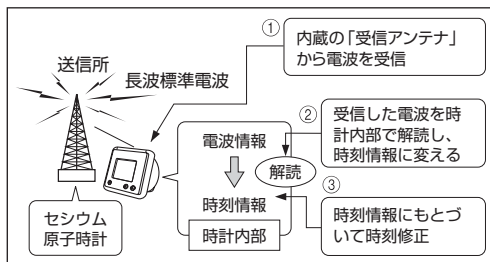 ①
内蔵の「受信アンテナ」
から電波を受信
送信所
長波標準電波
②
受信した電波を時
計内部で解読し、
時刻情報に変える
電波情報
解読
③
時刻情報
時計内部
時刻情報にもとづ
いて時刻修正
セシウム
原子時計